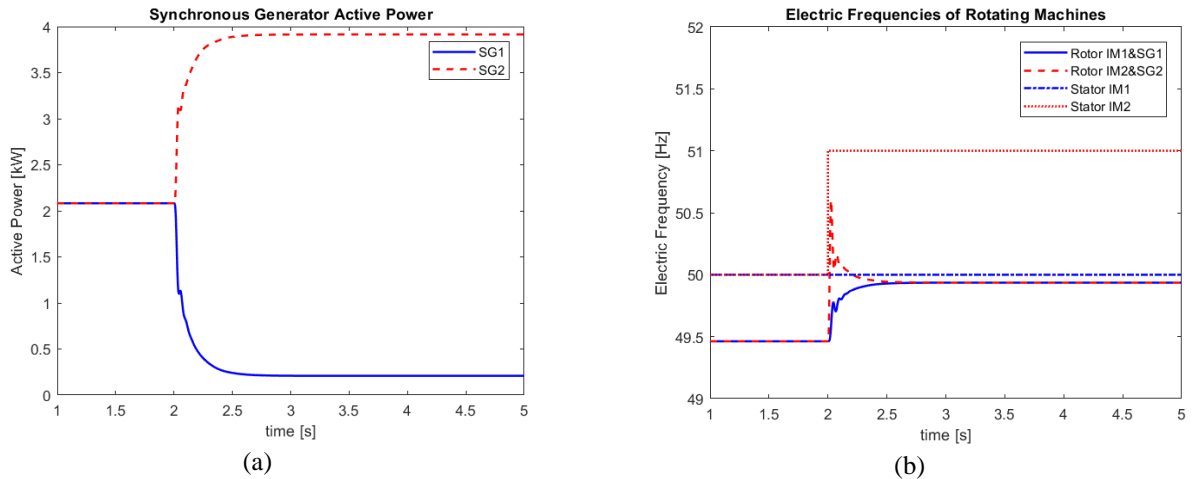 Synchronous Generator Active Power
4
3.5
3
2.5
2
1.5
1
0.5
0
Active Power [kW]
SG1
SG2
1 1.5 2 2.5 3 3.5 4 4.5 5
time [s]
(a)
Electric Frequencies of Rotating Machines
52
51.5
51
50.5
50
49.5
49
Electric Frequency [Hz]
Rotor IM1&SG1
Rotor IM2&SG2
Stator IM1
Stator IM2
1 1.5 2 2.5 3 3.5 4 4.5 5
time [s]
(b)